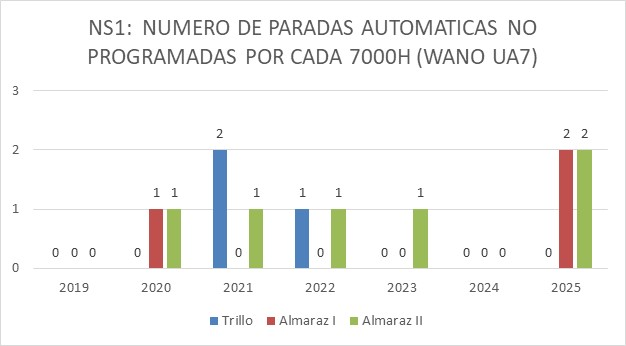 NS1: NUMERO DE PARADAS AUTOMATICAS NO
PROGRAMADAS POR CADA 7000H (WANO UA7)
3
2
1
0
0 0 0
0 1 1
2 0 1
1 0 1
0 0 1
0 0 0
0 2 2
2019 2020 2021 2022 2023 2024 2025
Trillo Almaraz I Almaraz II